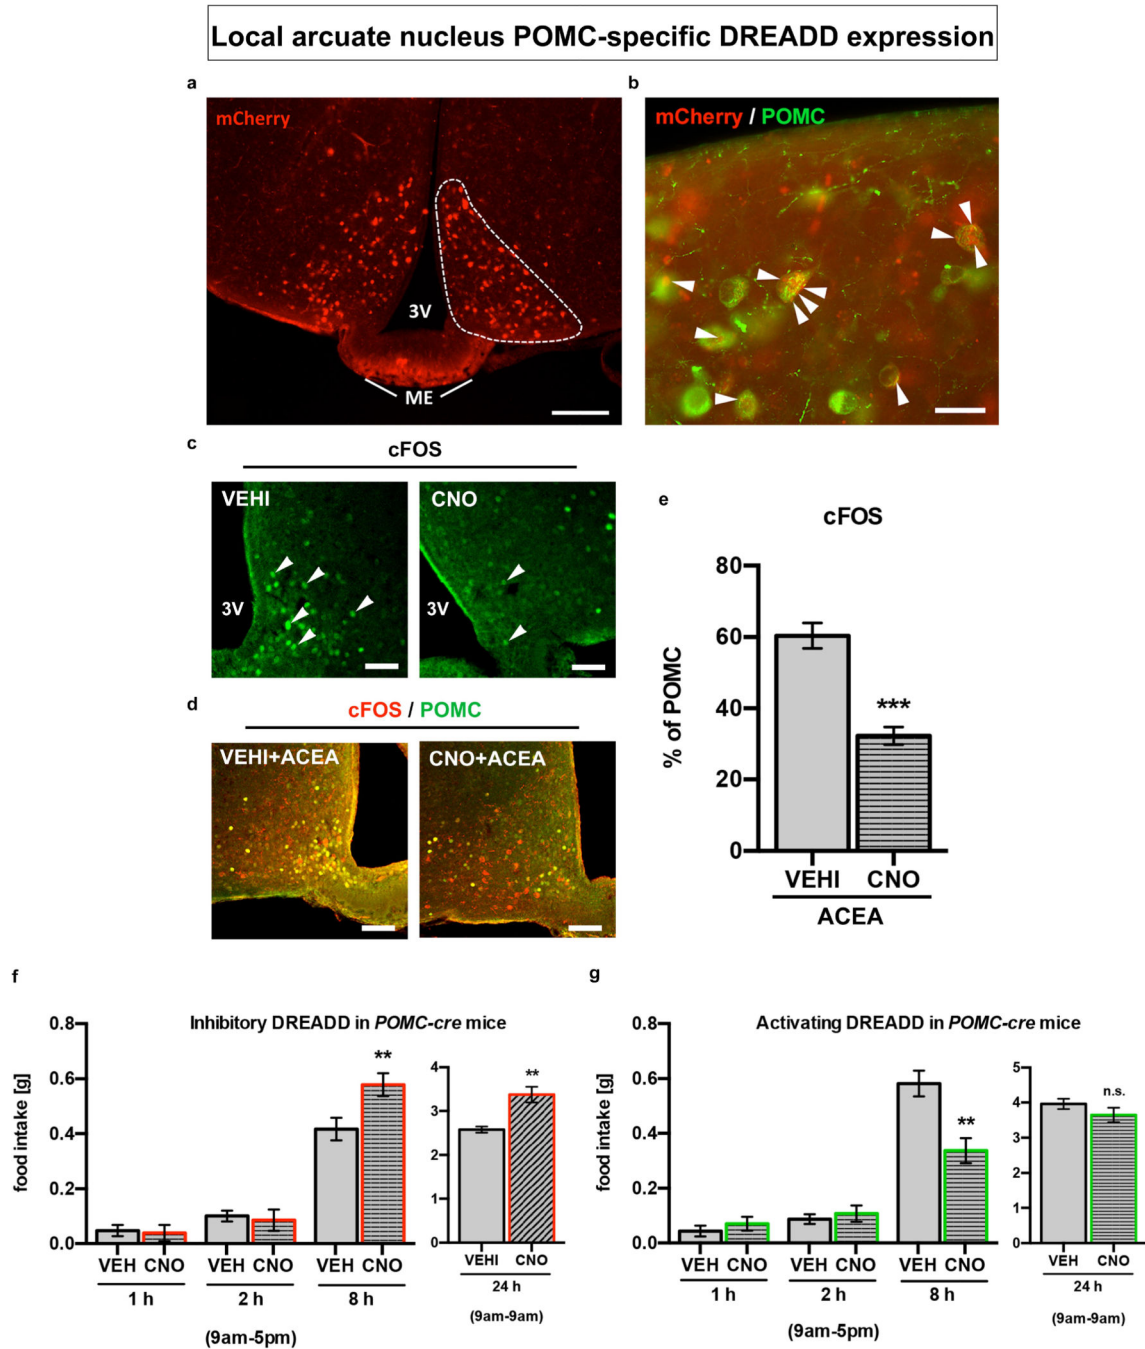 Local arcuate nucleus POMC-specific DREADD expression
a
mCherry
3V
ME
b
mCherry / POMC
c
cFOS
VEHI
3V
CNO
3V
d
cFOS / POMC
VEHI+ACEA
CNO+ACEA
e
cFOS
% of POMC
80
60
40
20
0
***
VEHI CNO
ACEA
f
Inhibitory DREADD in POMC-cre mice
food intake [g]
0.8
0.6
0.4
0.2
0.0
**
VEH CNO VEH CNO VEH CNO
1 h 2 h 8 h
(9am-5pm)
4
3
2
1
0
**
VEHI CNO
24 h
(9am-9am)
g
Activating DREADD in POMC-cre mice
food intake [g]
0.8
0.6
0.4
0.2
0.0
**
VEH CNO VEH CNO VEH CNO
1 h 2 h 8 h
(9am-5pm)
5
4
3
2
1
0
n.s.
VEH CNO
24 h
(9am-9am)